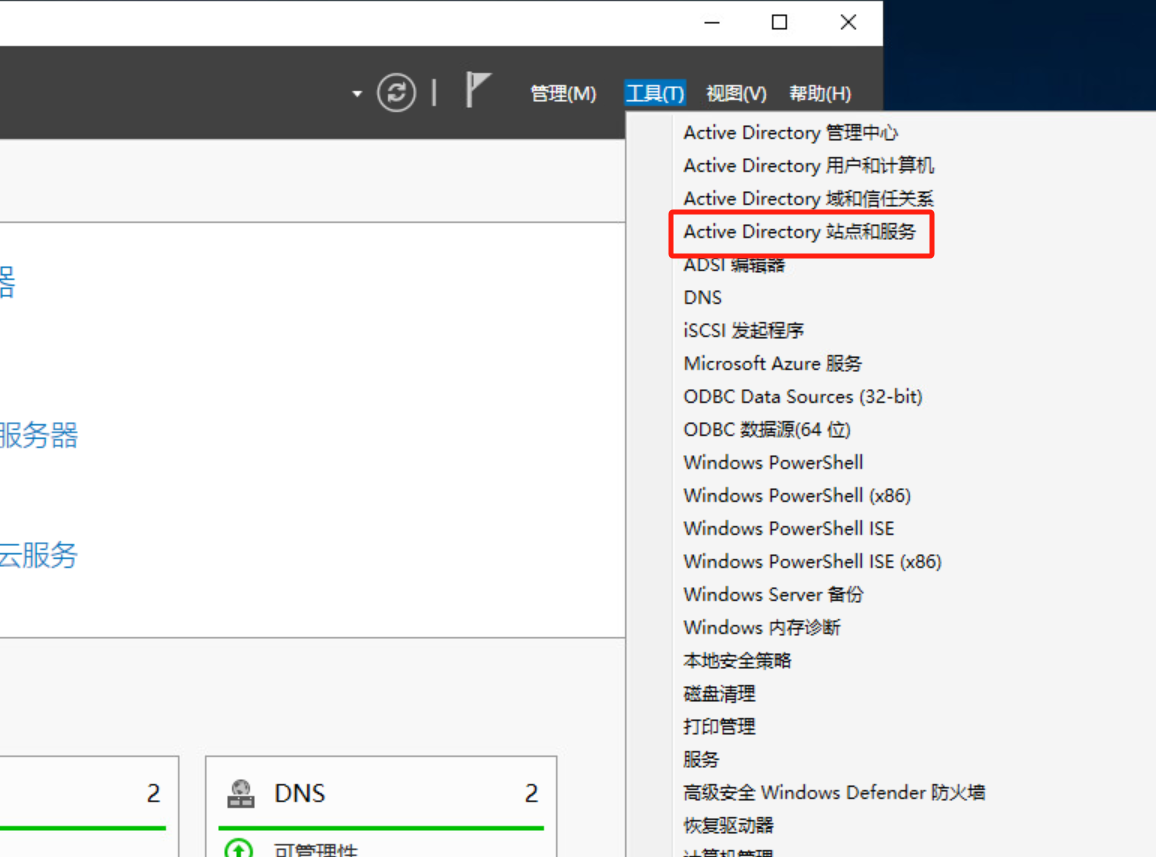 管理(M) 工具(T) 视图(V) 帮助(H)
Active Directory 管理中心
Active Directory 用户和计算机
Active Directory 域和信任关系
Active Directory 站点和服务
ADSI 编辑器
DNS
iSCSI 发起程序
Microsoft Azure 服务
ODBC Data Sources (32-bit)
ODBC 数据源(64 位)
Windows PowerShell
Windows PowerShell (x86)
Windows PowerShell ISE
Windows PowerShell ISE (x86)
Windows Server 备份
Windows 内存诊断
本地安全策略
磁盘清理
打印管理
服务
高级安全 Windows Defender 防火墙
恢复驱动器
计算机管理
器
服务器
云服务
2
DNS 2
可管理性